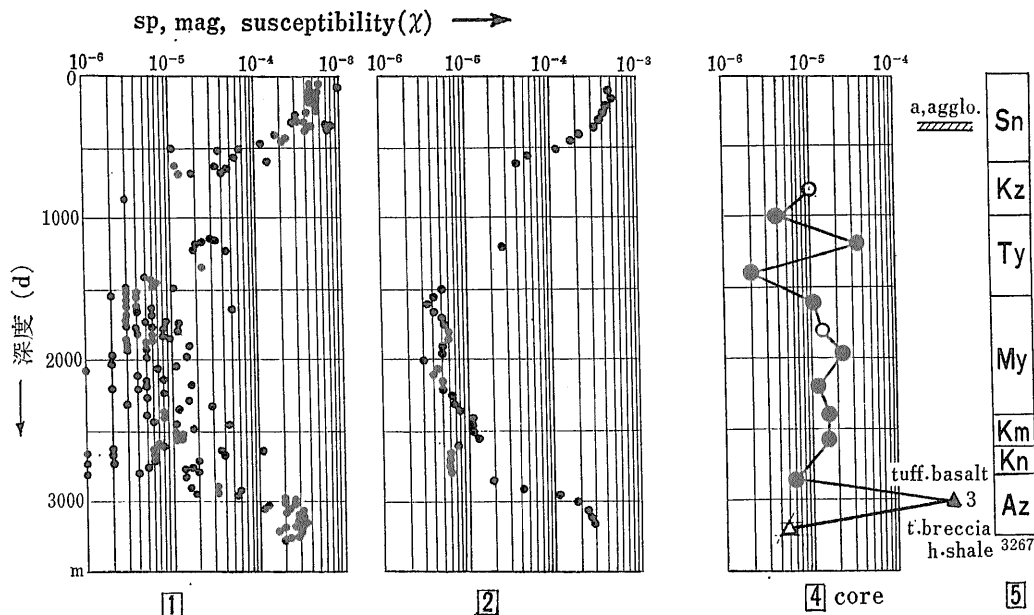 sp, mag, susceptibility(χ) →
10⁻⁶ 10⁻⁵ 10⁻⁴ 10⁻³
10⁻⁶ 10⁻⁵ 10⁻⁴ 10⁻³
10⁻⁶ 10⁻⁵ 10⁻⁴
0
1000
2000
3000
m
← 深度 (d)
a,agglo.
tuff.basalt
3
t.breccia
h.shale
Sn
Kz
Ty
My
Km
Kn
Az
3267
1
2
4 core
5